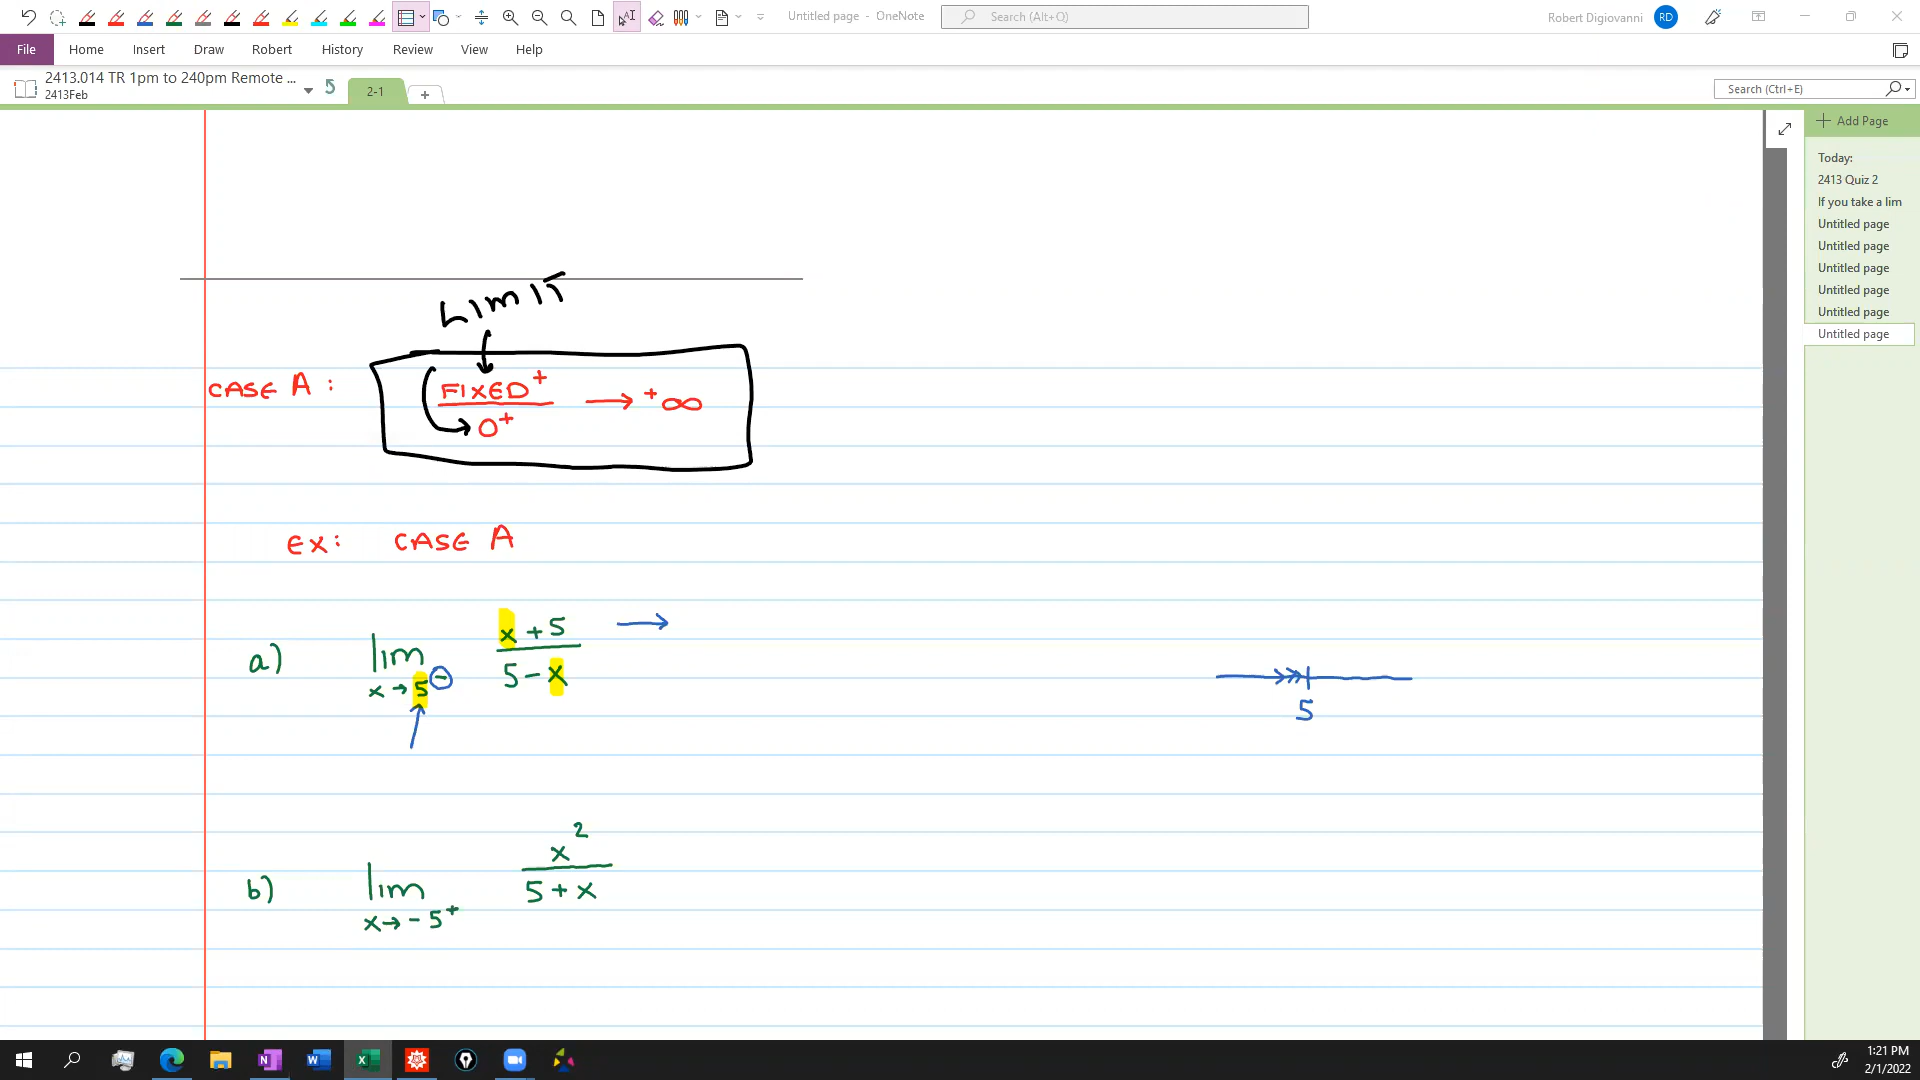 Untitled page - OneNote
Search (Alt+Q)
Robert Digiovanni
RD
File Home Insert Draw Robert History Review View Help
2413.014 TR 1pm to 240pm Remote ...
2413Feb
2-1
Search (Ctrl+E)
Add Page
Today:
2413 Quiz 2
If you take a lim
Untitled page
Untitled page
Untitled page
Untitled page
Untitled page
Untitled page
LIMIT
CASE A : FIXED⁺ / 0⁺ → ⁺∞
EX: CASE A
a) lim x→5⁻ (x + 5) / (5 - x) →
5
b) lim x→-5⁺ x² / (5 + x)
1:21 PM
2/1/2022